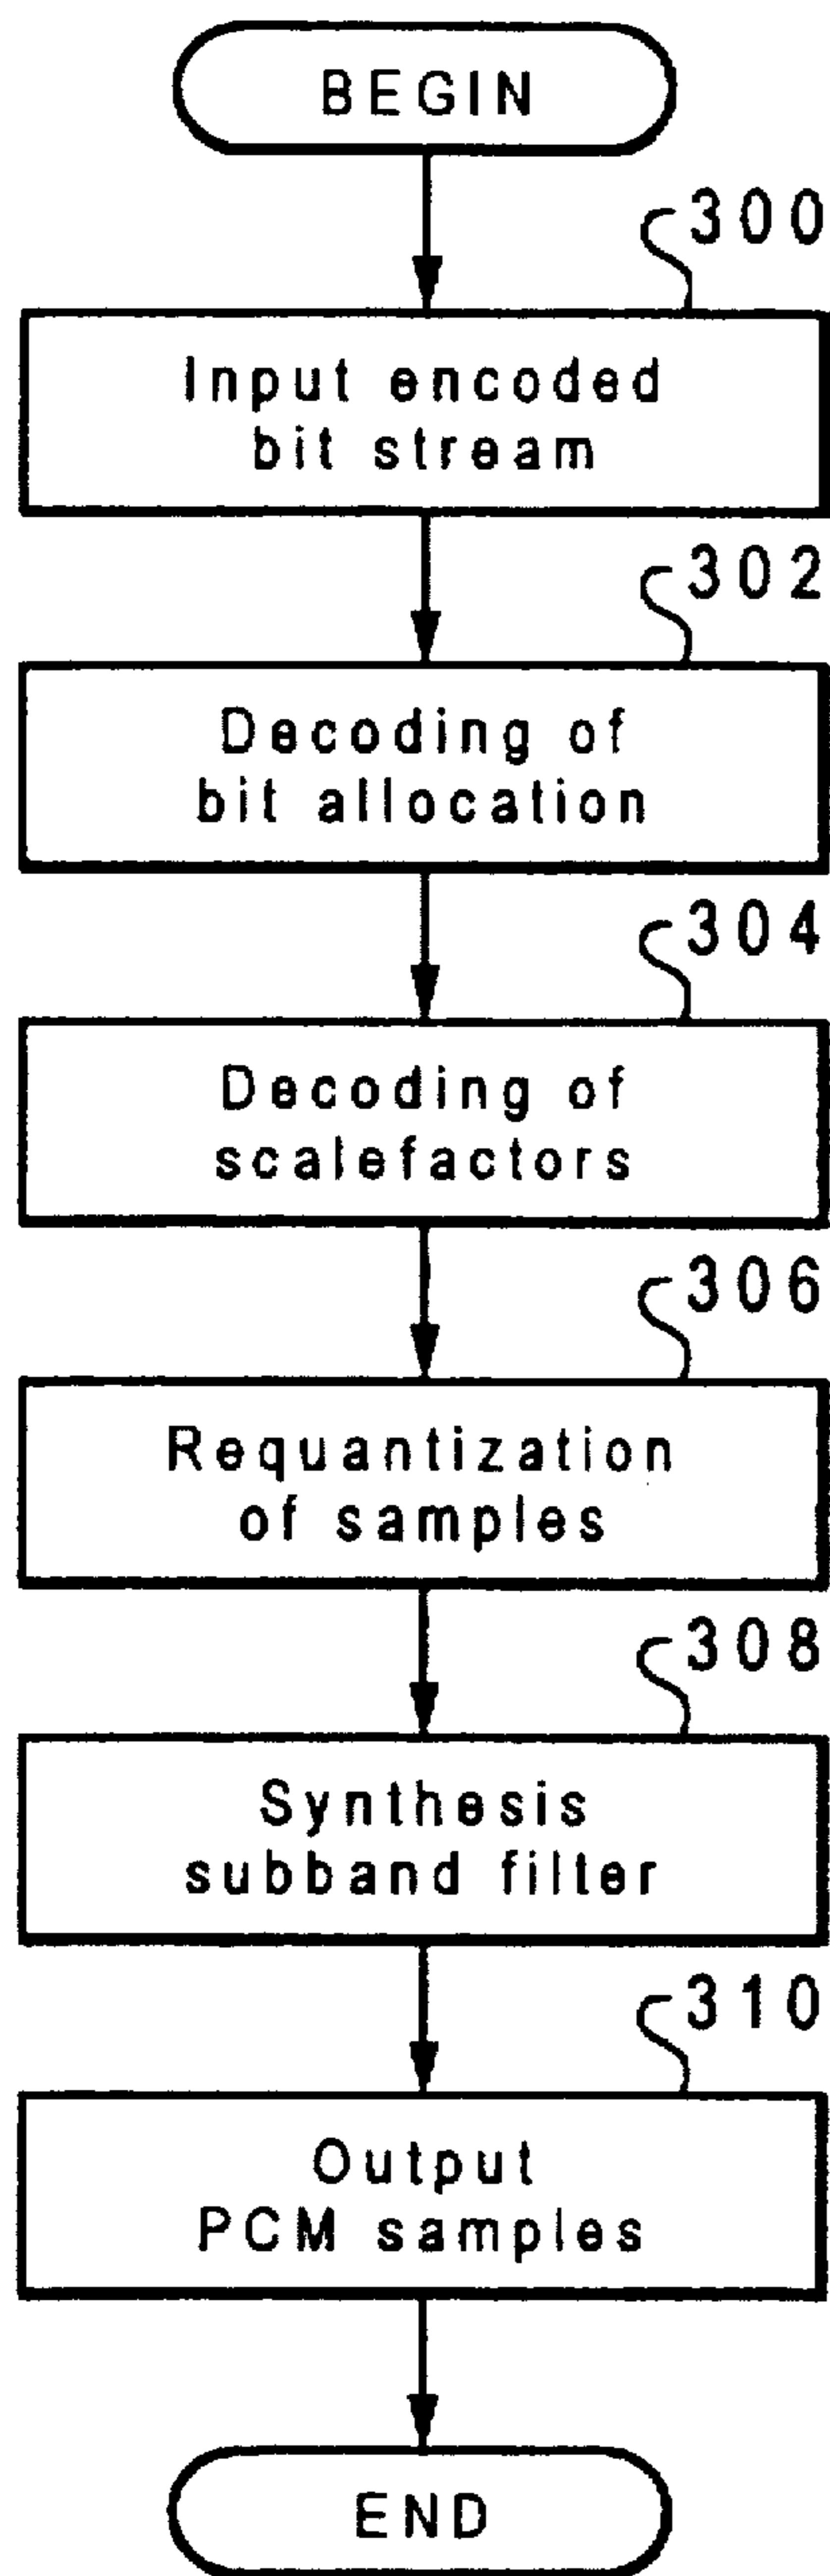 BEGIN
300
Input encoded
bit stream
302
Decoding of
bit allocation
304
Decoding of
scalefactors
306
Requantization
of samples
308
Synthesis
subband filter
310
Output
PCM samples
END